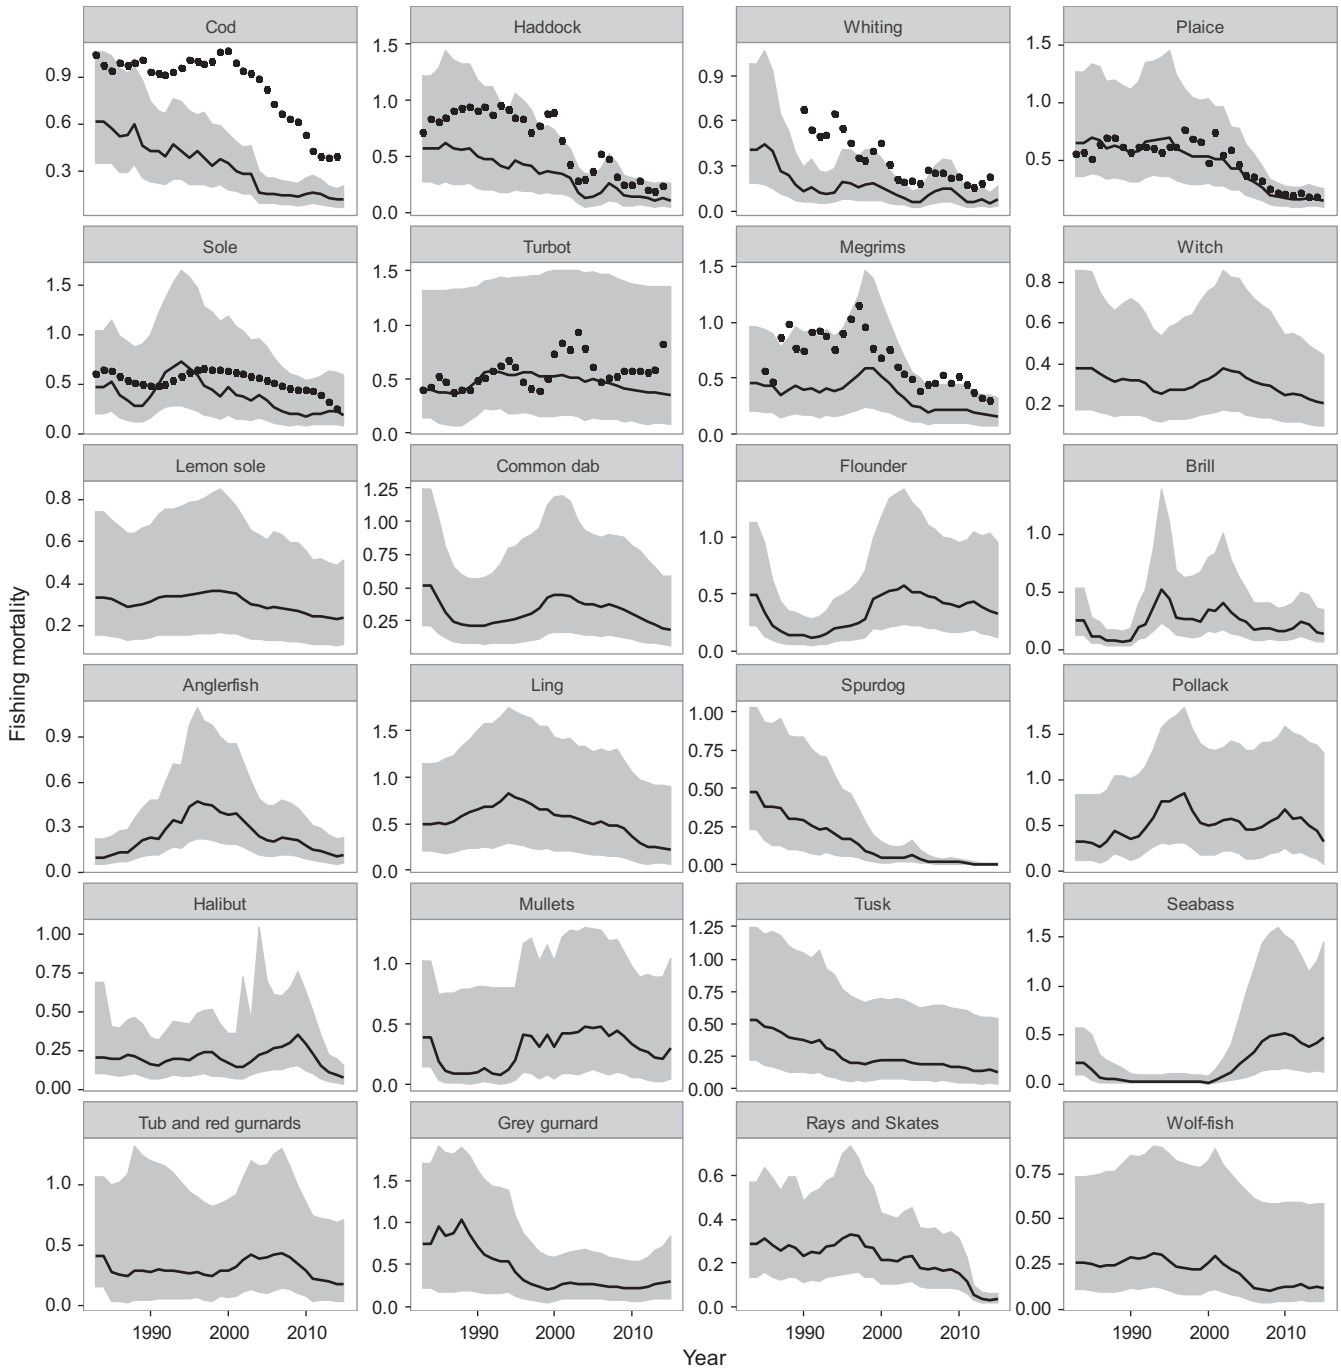 Cod Haddock Whiting Plaice
1.5 1.5
0.9 0.9
1.0 1.0
0.6 0.6
0.5 0.5
0.3 0.3
0.0 0.0
Sole Turbot Megrims Witch
1.5 1.5 1.5 0.8
1.0 1.0 1.0 0.6
0.5 0.5 0.5 0.4
0.0 0.0 0.0 0.2
Lemon sole Common dab Flounder Brill
0.8 1.25 1.0 1.0
0.6 1.00 0.5 0.5
0.4 0.75 0.0 0.0
0.2 0.50
0.25
Fishing mortality
Anglerfish Ling Spurdog Pollack
0.9 1.5 1.00 1.5
0.6 1.0 0.75 1.0
0.3 0.5 0.50 0.5
0.0 0.0 0.25 0.0
0.00
Halibut Mullets Tusk Seabass
1.00 1.0 1.25 1.5
0.75 0.5 1.00 1.0
0.50 0.0 0.75 0.5
0.25 0.50 0.0
0.00 0.25
0.00
Tub and red gurnards Grey gurnard Rays and Skates Wolf-fish
1.0 1.5 0.6 0.75
0.5 1.0 0.4 0.50
0.0 0.5 0.2 0.25
0.0 0.0 0.00
1990 2000 2010 1990 2000 2010 1990 2000 2010 1990 2000 2010
Year